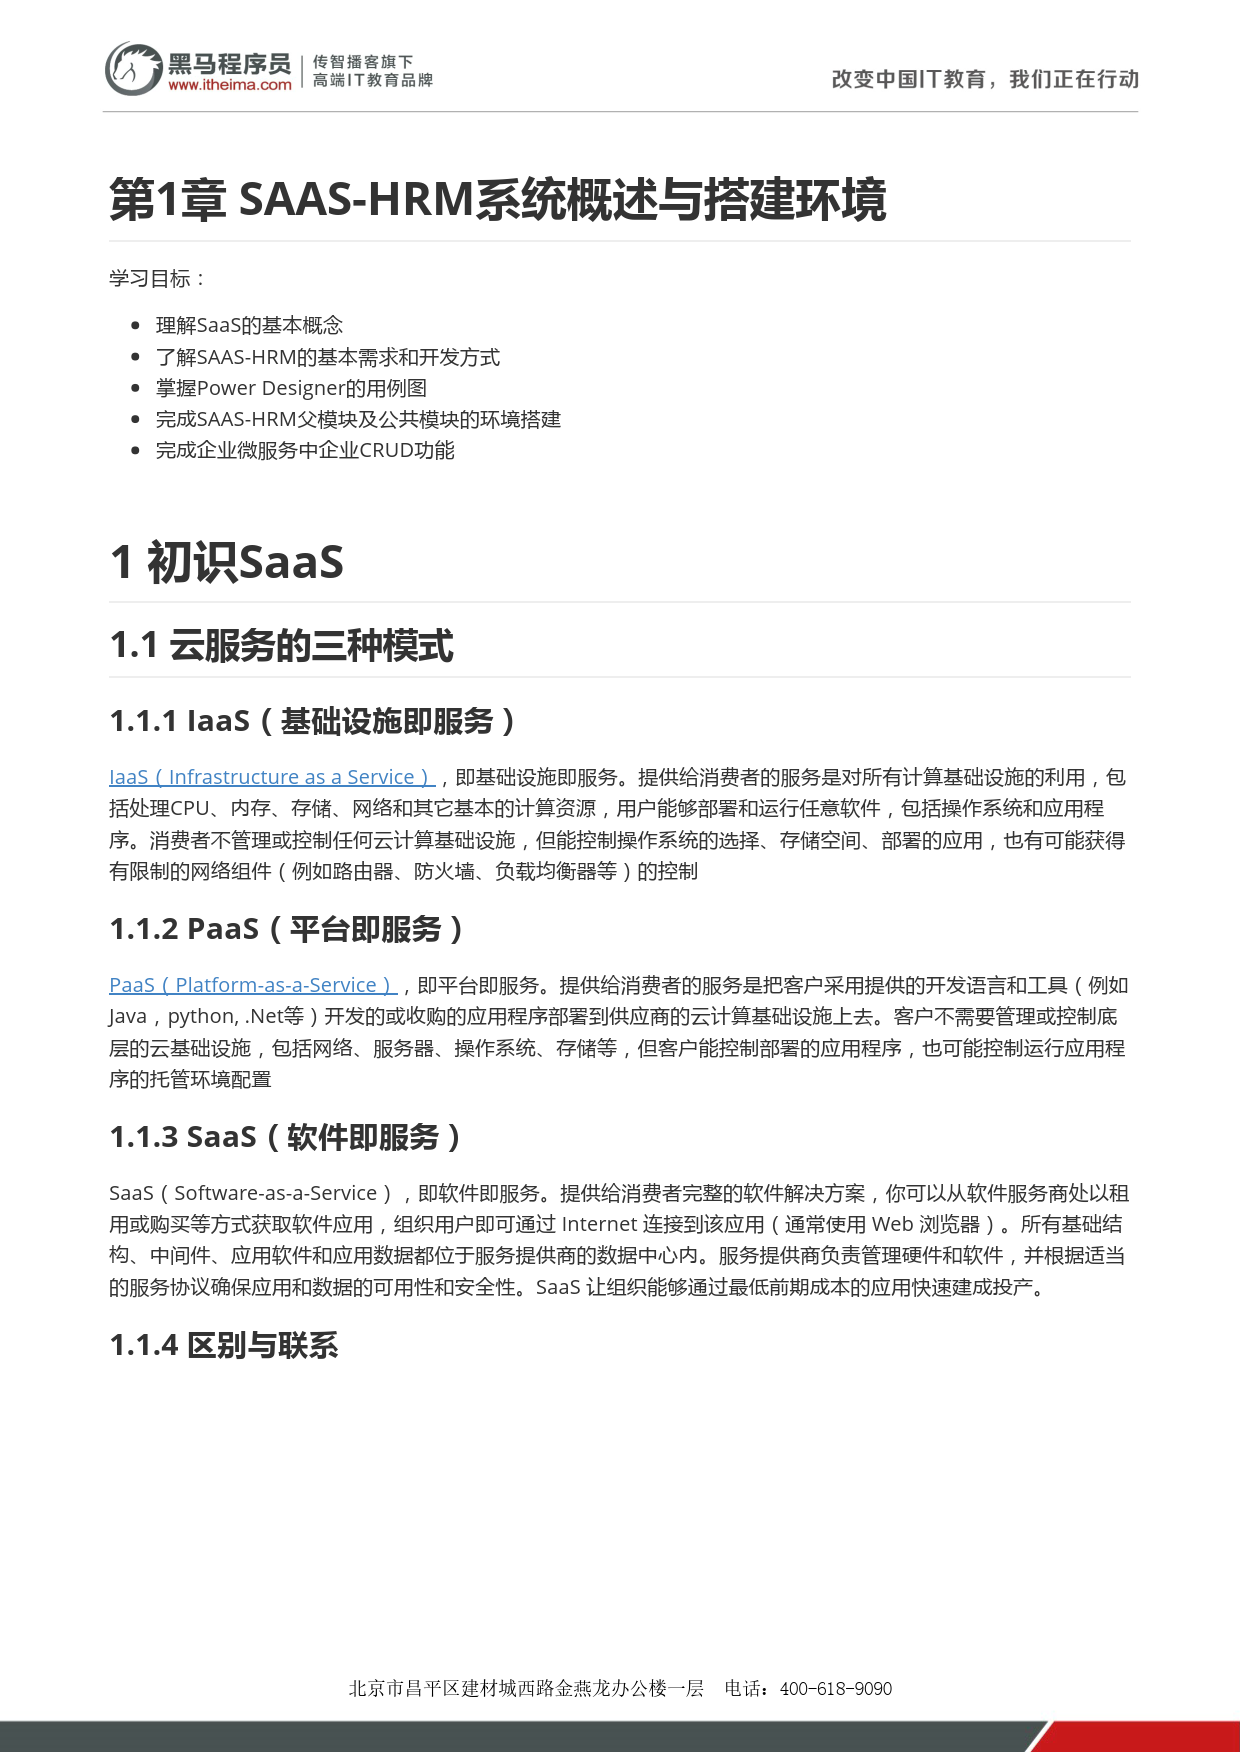 黑马程序员
www.itheima.com
传智播客旗下
高端IT教育品牌
改变中国IT教育，我们正在行动
第1章 SAAS-HRM系统概述与搭建环境
学习目标：
理解SaaS的基本概念
了解SAAS-HRM的基本需求和开发方式
掌握Power Designer的用例图
完成SAAS-HRM父模块及公共模块的环境搭建
完成企业微服务中企业CRUD功能
1 初识SaaS
1.1 云服务的三种模式
1.1.1 IaaS（基础设施即服务）
IaaS（Infrastructure as a Service），即基础设施即服务。提供给消费者的服务是对所有计算基础设施的利用，包
括处理CPU、内存、存储、网络和其它基本的计算资源，用户能够部署和运行任意软件，包括操作系统和应用程
序。消费者不管理或控制任何云计算基础设施，但能控制操作系统的选择、存储空间、部署的应用，也有可能获得
有限制的网络组件（例如路由器、防火墙、负载均衡器等）的控制
1.1.2 PaaS（平台即服务）
PaaS（Platform-as-a-Service），即平台即服务。提供给消费者的服务是把客户采用提供的开发语言和工具（例如
Java，python, .Net等）开发的或收购的应用程序部署到供应商的云计算基础设施上去。客户不需要管理或控制底
层的云基础设施，包括网络、服务器、操作系统、存储等，但客户能控制部署的应用程序，也可能控制运行应用程
序的托管环境配置
1.1.3 SaaS（软件即服务）
SaaS（Software-as-a-Service），即软件即服务。提供给消费者完整的软件解决方案，你可以从软件服务商处以租
用或购买等方式获取软件应用，组织用户即可通过 Internet 连接到该应用（通常使用 Web 浏览器）。所有基础结
构、中间件、应用软件和应用数据都位于服务提供商的数据中心内。服务提供商负责管理硬件和软件，并根据适当
的服务协议确保应用和数据的可用性和安全性。SaaS 让组织能够通过最低前期成本的应用快速建成投产。
1.1.4 区别与联系
北京市昌平区建材城西路金燕龙办公楼一层 电话：400-618-9090